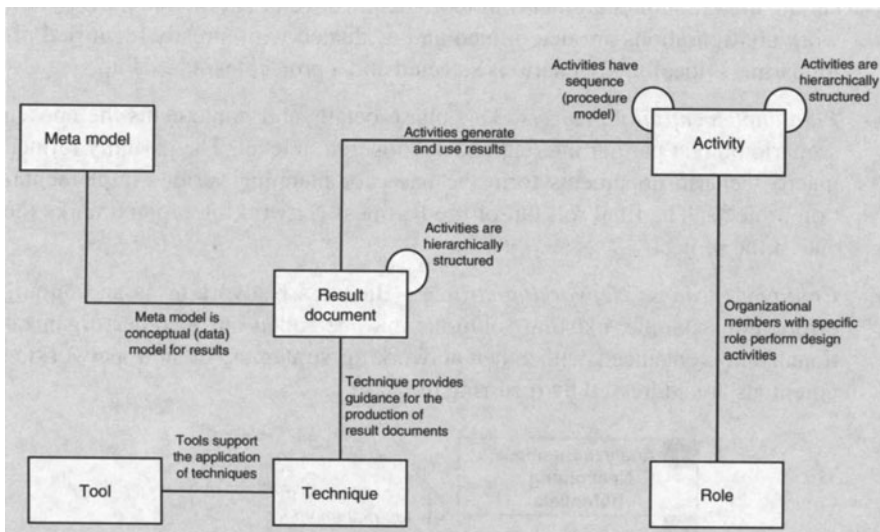 Activities have
sequence
(procedure
model)
Activities are
hierarchically
structured
Meta model
Activities generate
and use results
Activity
Activities are
hierarchically
structured
Result
document
Meta model is
conceptual (data)
model for results
Organizational
members with specific
role perform design
activities
Technique provides
guidance for the
production of
result documents
Tools support
the application
of techniques
Tool
Technique
Role